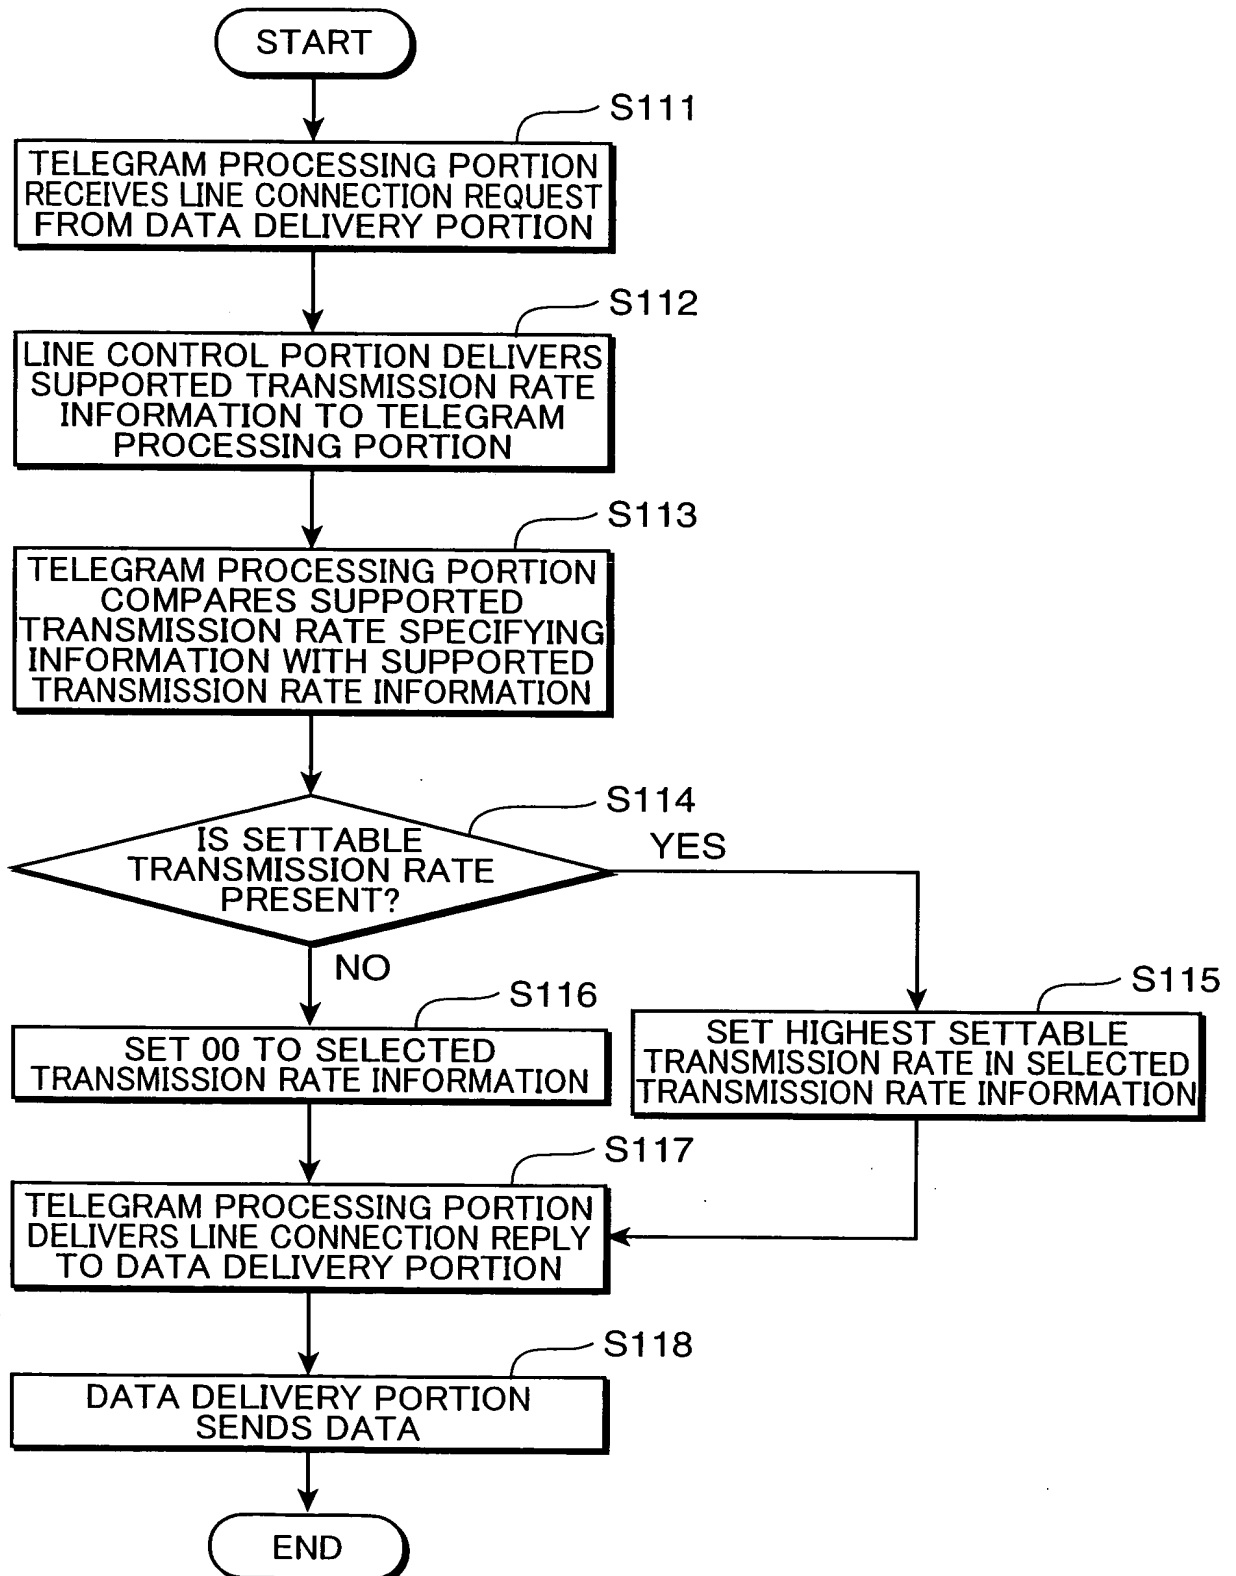 START
S111
TELEGRAM PROCESSING PORTION
RECEIVES LINE CONNECTION REQUEST
FROM DATA DELIVERY PORTION
S112
LINE CONTROL PORTION DELIVERS
SUPPORTED TRANSMISSION RATE
INFORMATION TO TELEGRAM
PROCESSING PORTION
S113
TELEGRAM PROCESSING PORTION
COMPARES SUPPORTED
TRANSMISSION RATE SPECIFYING
INFORMATION WITH SUPPORTED
TRANSMISSION RATE INFORMATION
S114
IS SETTABLE
TRANSMISSION RATE
PRESENT?
YES
NO
S116
SET 00 TO SELECTED
TRANSMISSION RATE INFORMATION
S115
SET HIGHEST SETTABLE
TRANSMISSION RATE IN SELECTED
TRANSMISSION RATE INFORMATION
S117
TELEGRAM PROCESSING PORTION
DELIVERS LINE CONNECTION REPLY
TO DATA DELIVERY PORTION
S118
DATA DELIVERY PORTION
SENDS DATA
END